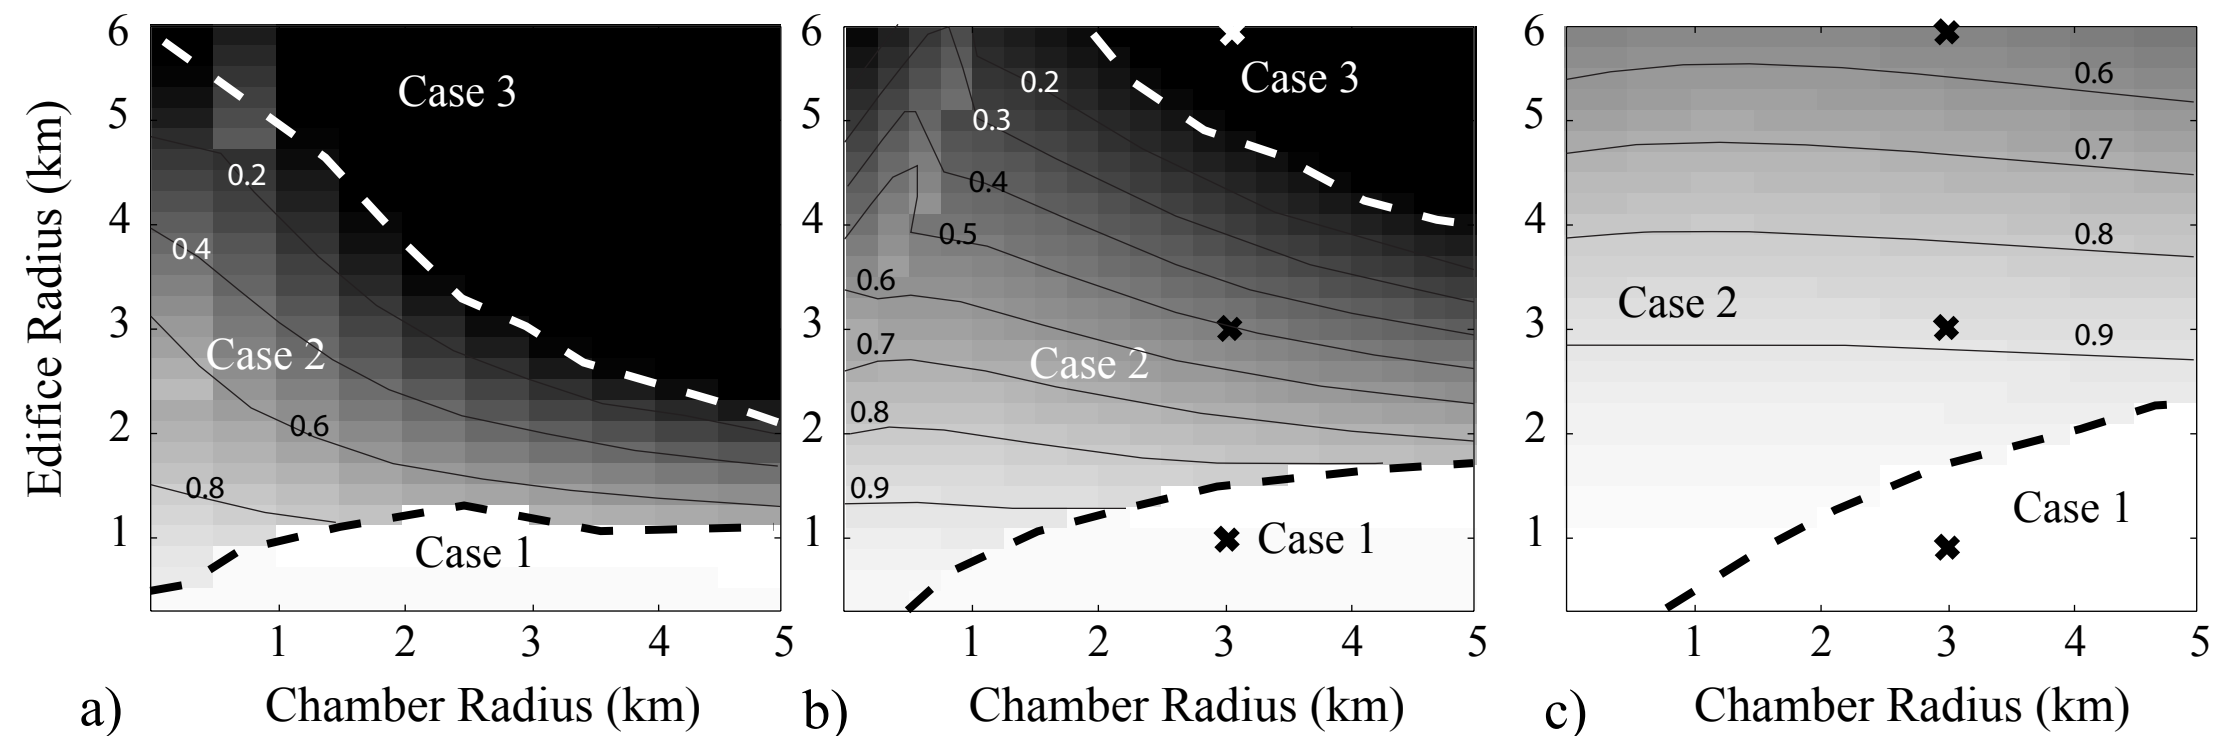 Edifice Radius (km)
6
5
4
3
2
1
Case 3
0.2
0.4
Case 2
0.6
0.8
Case 1
1 2 3 4 5
a) Chamber Radius (km)
6
5
4
3
2
1
Case 3
0.2
0.3
0.4
0.5
0.6
0.7
Case 2
0.8
0.9
Case 1
1 2 3 4 5
b) Chamber Radius (km)
6
5
4
3
2
1
0.6
0.7
0.8
Case 2
0.9
Case 1
1 2 3 4 5
c) Chamber Radius (km)